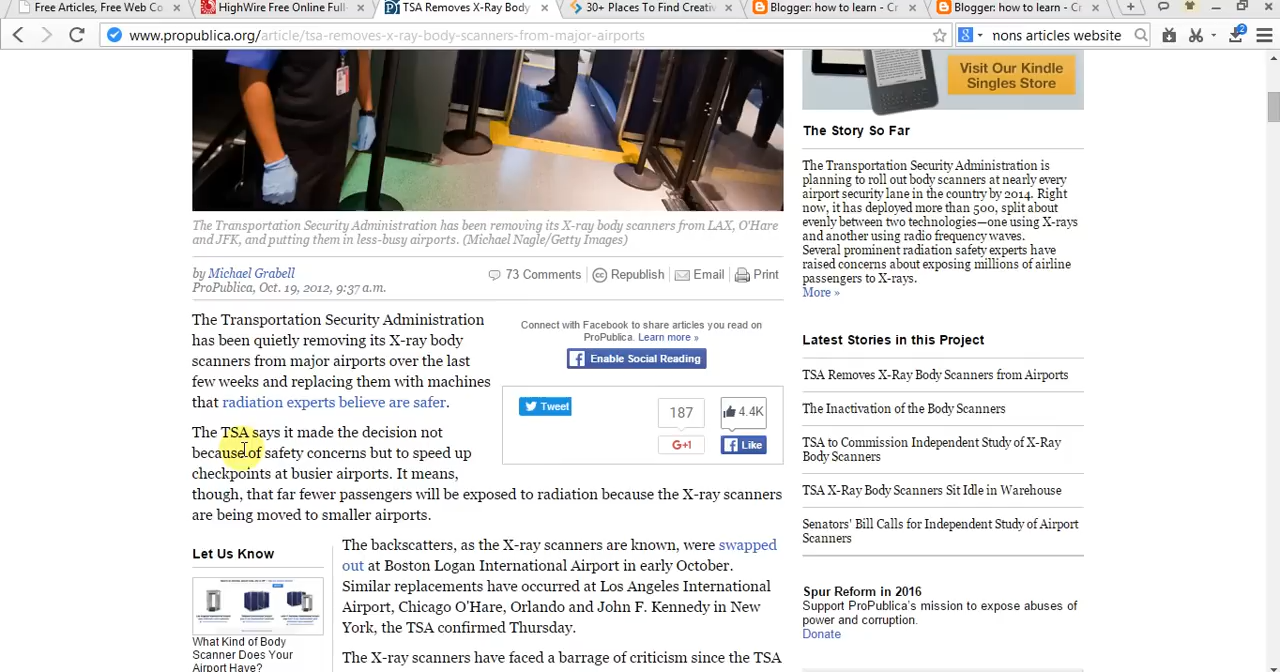 Free Articles, Free Web Co
HighWire Free Online Full-
TSA Removes X-Ray Body
30+ Places To Find Creativ
Blogger: how to learn - Cr
Blogger: how to learn - Cr
www.propublica.org/article/tsa-removes-x-ray-body-scanners-from-major-airports
nons articles website
2
The Transportation Security Administration has been removing its X-ray body scanners from LAX, O'Hare
and JFK, and putting them in less-busy airports. (Michael Nagle/Getty Images)
by Michael Grabell
ProPublica, Oct. 19, 2012, 9:37 a.m.
73 Comments
cc Republish
Email
Print
The Transportation Security Administration
has been quietly removing its X-ray body
scanners from major airports over the last
few weeks and replacing them with machines
that radiation experts believe are safer.
Connect with Facebook to share articles you read on
ProPublica. Learn more »
Enable Social Reading
Tweet
187
G+1
4.4K
Like
The TSA says it made the decision not
because of safety concerns but to speed up
checkpoints at busier airports. It means,
though, that far fewer passengers will be exposed to radiation because the X-ray scanners
are being moved to smaller airports.
Let Us Know
What Kind of Body
Scanner Does Your
Airport Have?
The backscatters, as the X-ray scanners are known, were swapped
out at Boston Logan International Airport in early October.
Similar replacements have occurred at Los Angeles International
Airport, Chicago O'Hare, Orlando and John F. Kennedy in New
York, the TSA confirmed Thursday.
The X-ray scanners have faced a barrage of criticism since the TSA
Visit Our Kindle
Singles Store
The Story So Far
The Transportation Security Administration is
planning to roll out body scanners at nearly every
airport security lane in the country by 2014. Right
now, it has deployed more than 500, split about
evenly between two technologies—one using X-rays
and another using radio frequency waves.
Several prominent radiation safety experts have
raised concerns about exposing millions of airline
passengers to X-rays.
More »
Latest Stories in this Project
TSA Removes X-Ray Body Scanners from Airports
The Inactivation of the Body Scanners
TSA to Commission Independent Study of X-Ray
Body Scanners
TSA X-Ray Body Scanners Sit Idle in Warehouse
Senators' Bill Calls for Independent Study of Airport
Scanners
Spur Reform in 2016
Support ProPublica's mission to expose abuses of
power and corruption.
Donate